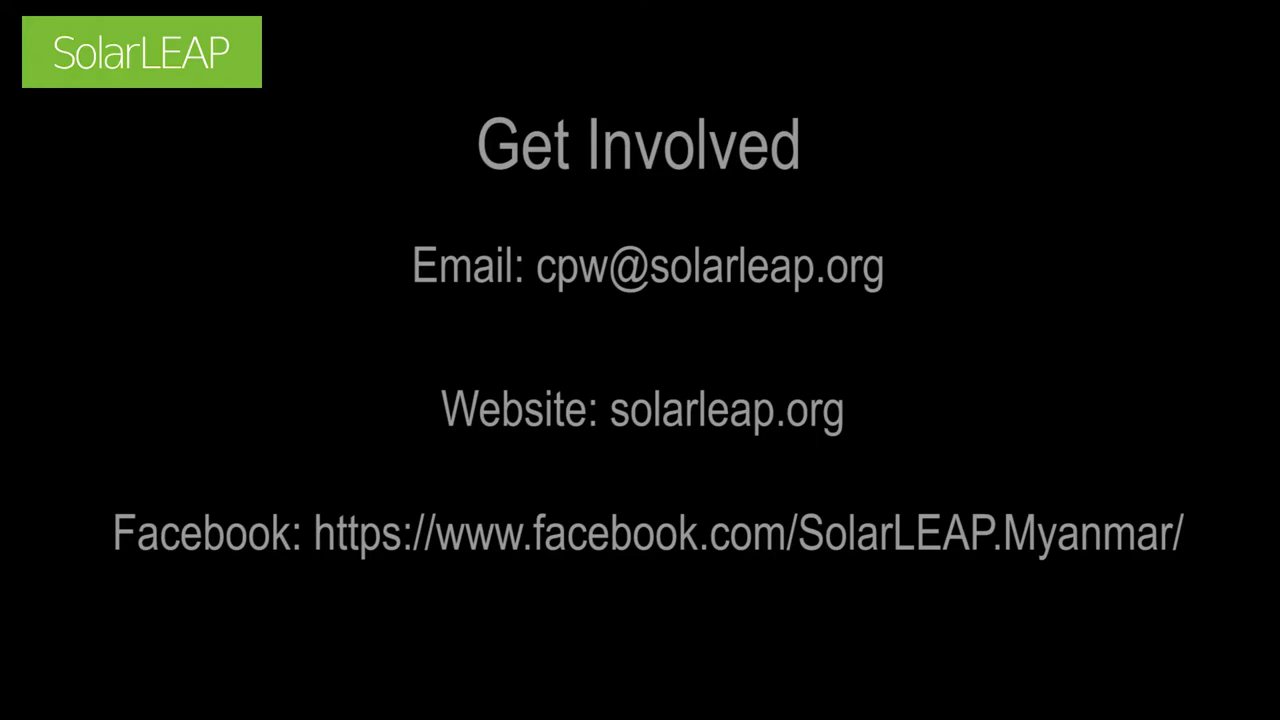 SolarLEAP
Get Involved
Email: cpw@solarleap.org
Website: solarleap.org
Facebook: https://www.facebook.com/SolarLEAP.Myanmar/